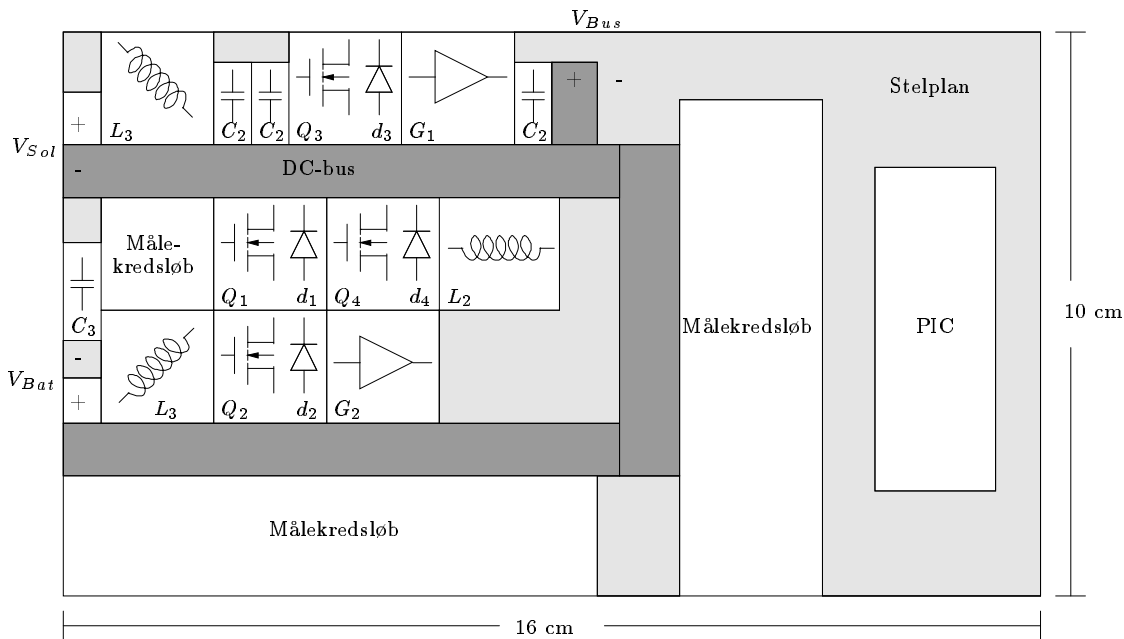 V_Bus
+ - Stelplan
+ L_3 C_2 C_2 Q_3 d_3 G_1 C_2
V_Sol
- DC-bus
Måle-
kredsløb
Q_1 d_1 Q_4 d_4 L_2
10 cm
C_3 Målekredsløb PIC
-
V_Bat
+ L_3 Q_2 d_2 G_2
Målekredsløb
16 cm